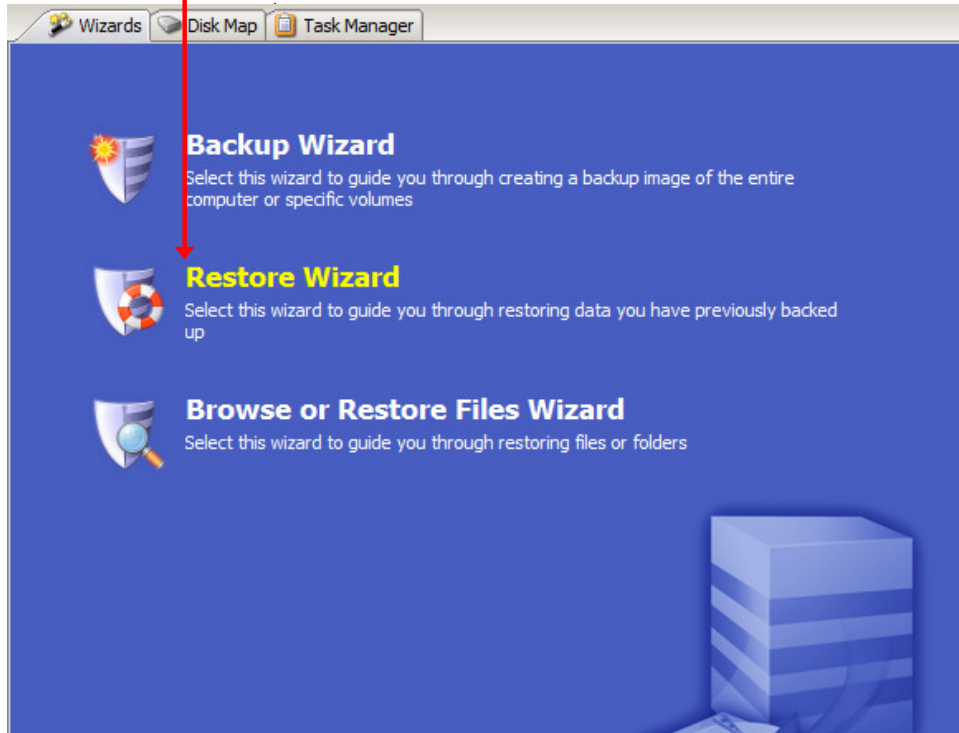 Wizards Disk Map Task Manager
Backup Wizard
Select this wizard to guide you through creating a backup image of the entire
computer or specific volumes
Restore Wizard
Select this wizard to guide you through restoring data you have previously backed
up
Browse or Restore Files Wizard
Select this wizard to guide you through restoring files or folders